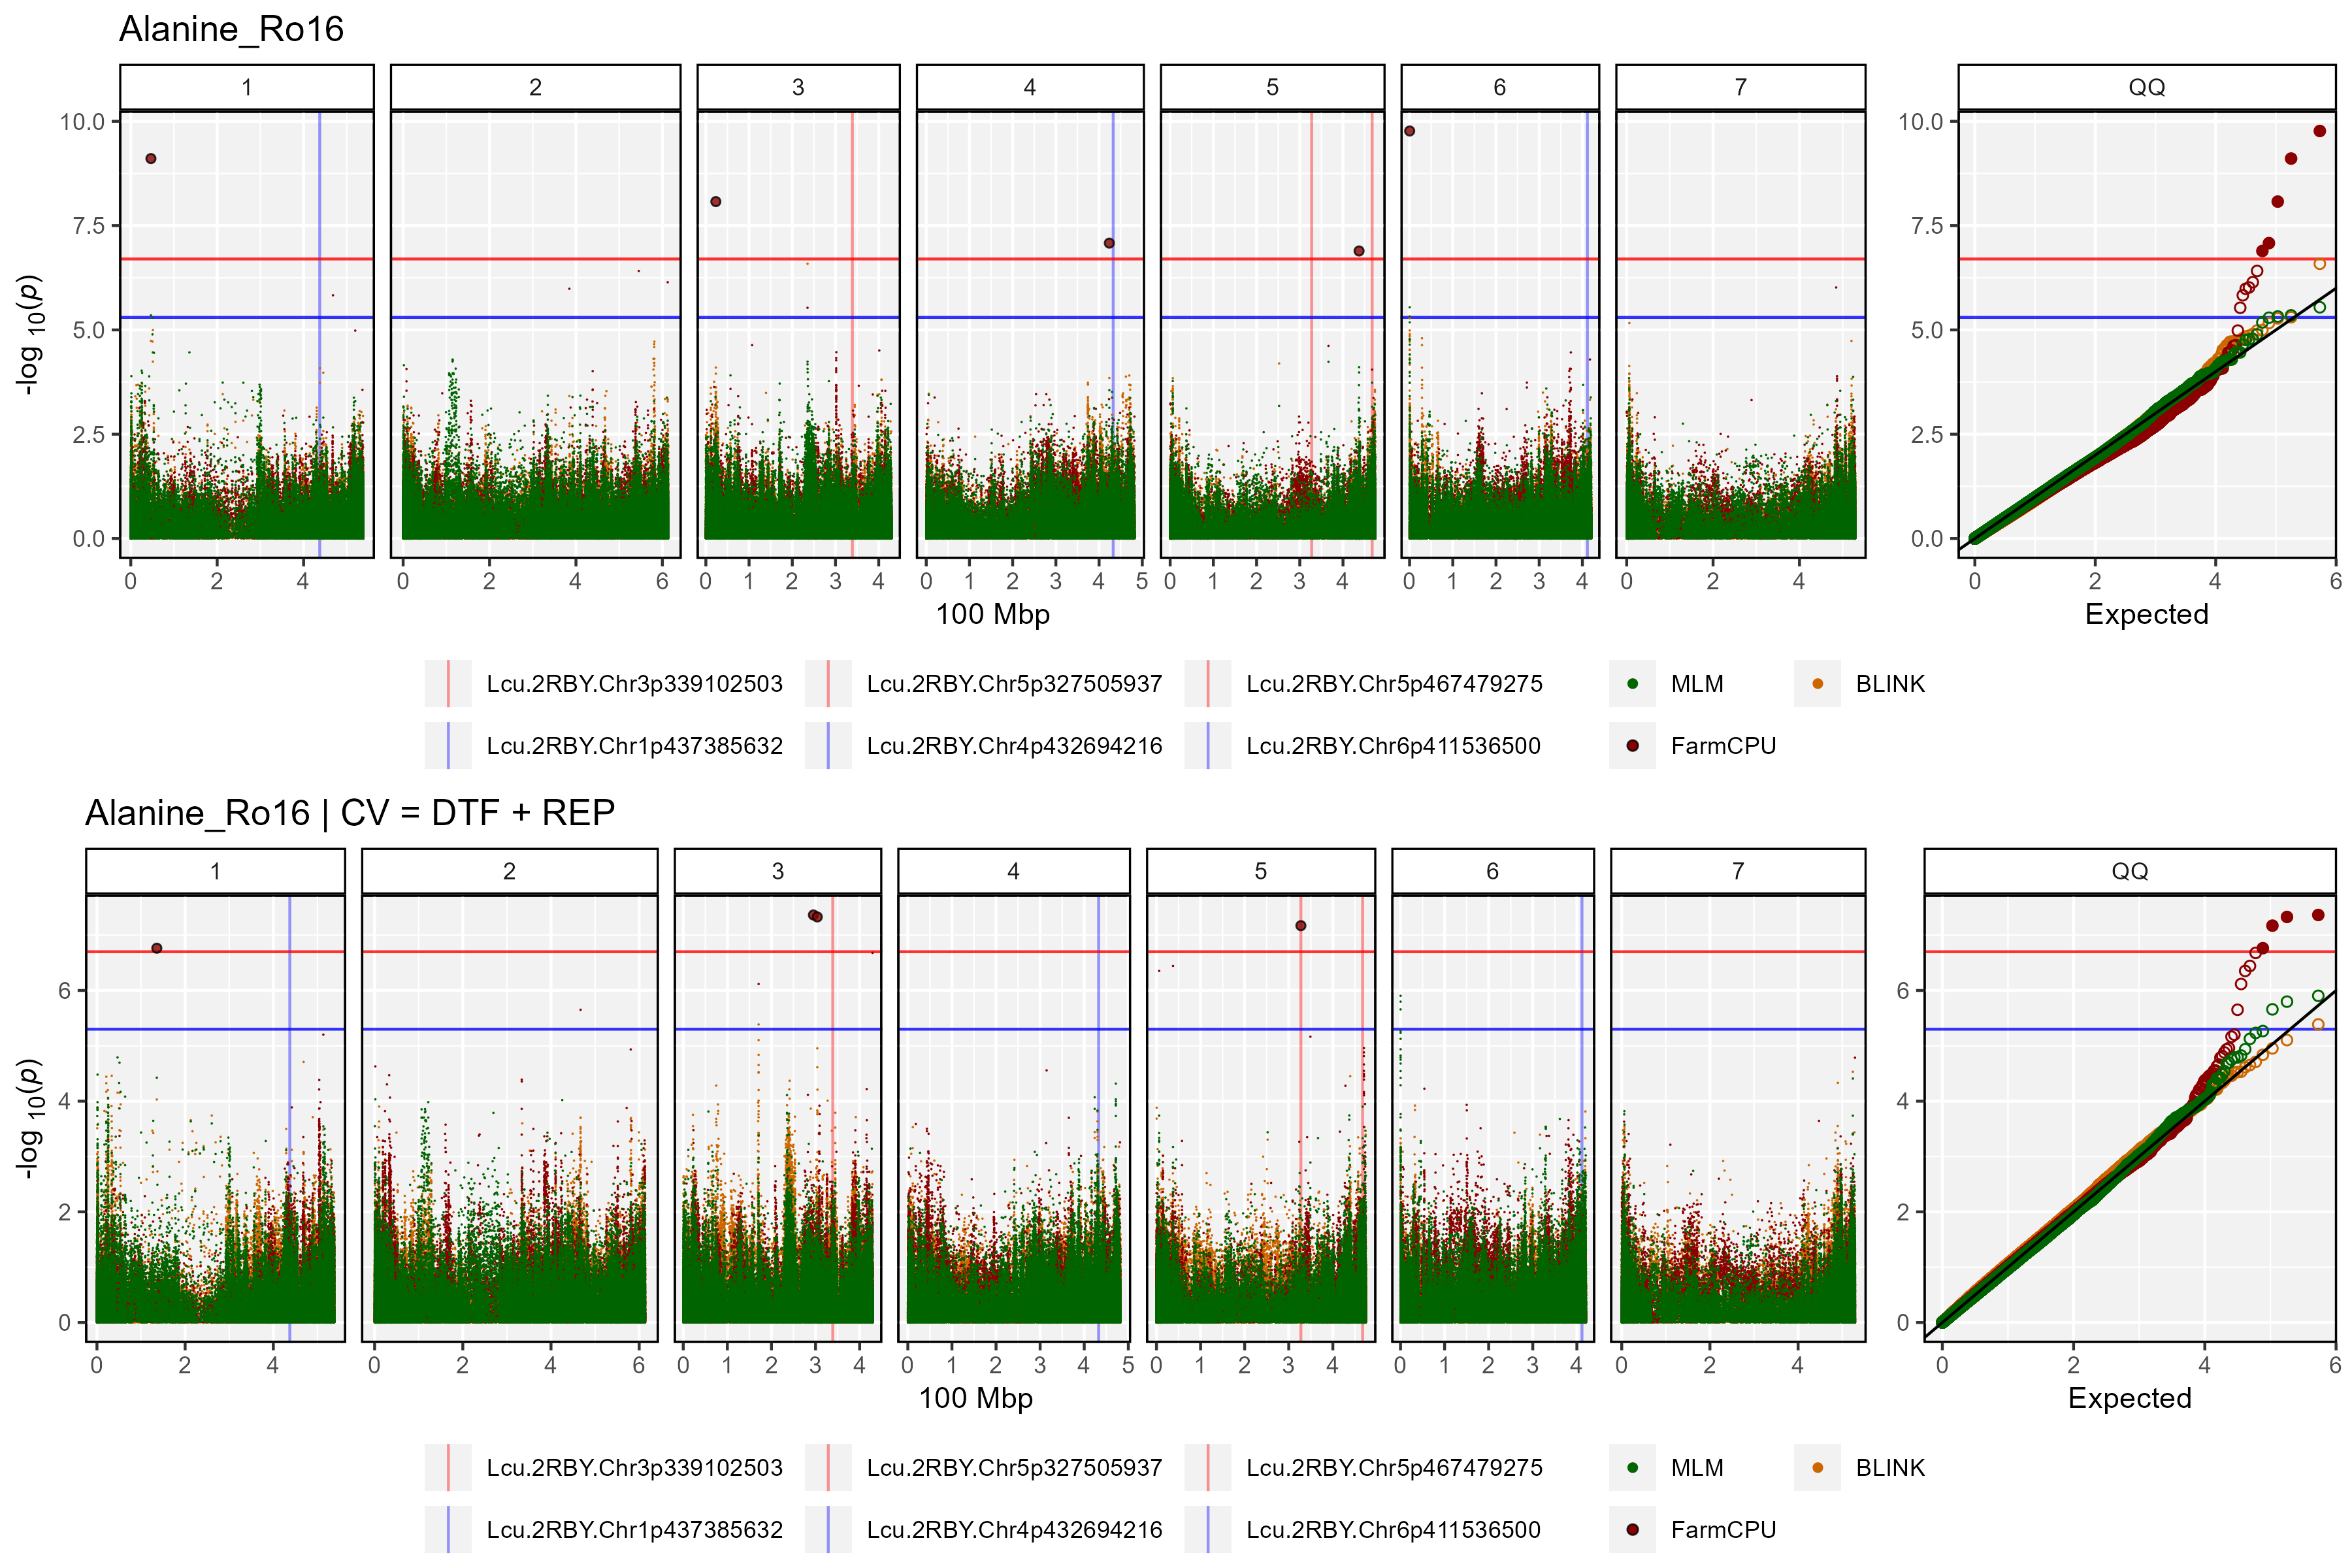 Alanine_Ro16
1 2 3 4 5 6 7 QQ
10.0
7.5
5.0
2.5
0.0
-log 10(p)
10.0
7.5
5.0
2.5
0.0
0 2 4 0 2 4 6 0 1 2 3 4 0 1 2 3 4 5 0 1 2 3 4 0 1 2 3 4 0 2 4 0 2 4 6
100 Mbp Expected
Lcu.2RBY.Chr3p339102503 Lcu.2RBY.Chr5p327505937 Lcu.2RBY.Chr5p467479275 MLM BLINK
Lcu.2RBY.Chr1p437385632 Lcu.2RBY.Chr4p432694216 Lcu.2RBY.Chr6p411536500 FarmCPU
Alanine_Ro16 | CV = DTF + REP
1 2 3 4 5 6 7 QQ
6
4
2
0
-log 10(p)
6
4
2
0
0 2 4 0 2 4 6 0 1 2 3 4 0 1 2 3 4 5 0 1 2 3 4 0 1 2 3 4 0 2 4 0 2 4 6
100 Mbp Expected
Lcu.2RBY.Chr3p339102503 Lcu.2RBY.Chr5p327505937 Lcu.2RBY.Chr5p467479275 MLM BLINK
Lcu.2RBY.Chr1p437385632 Lcu.2RBY.Chr4p432694216 Lcu.2RBY.Chr6p411536500 FarmCPU